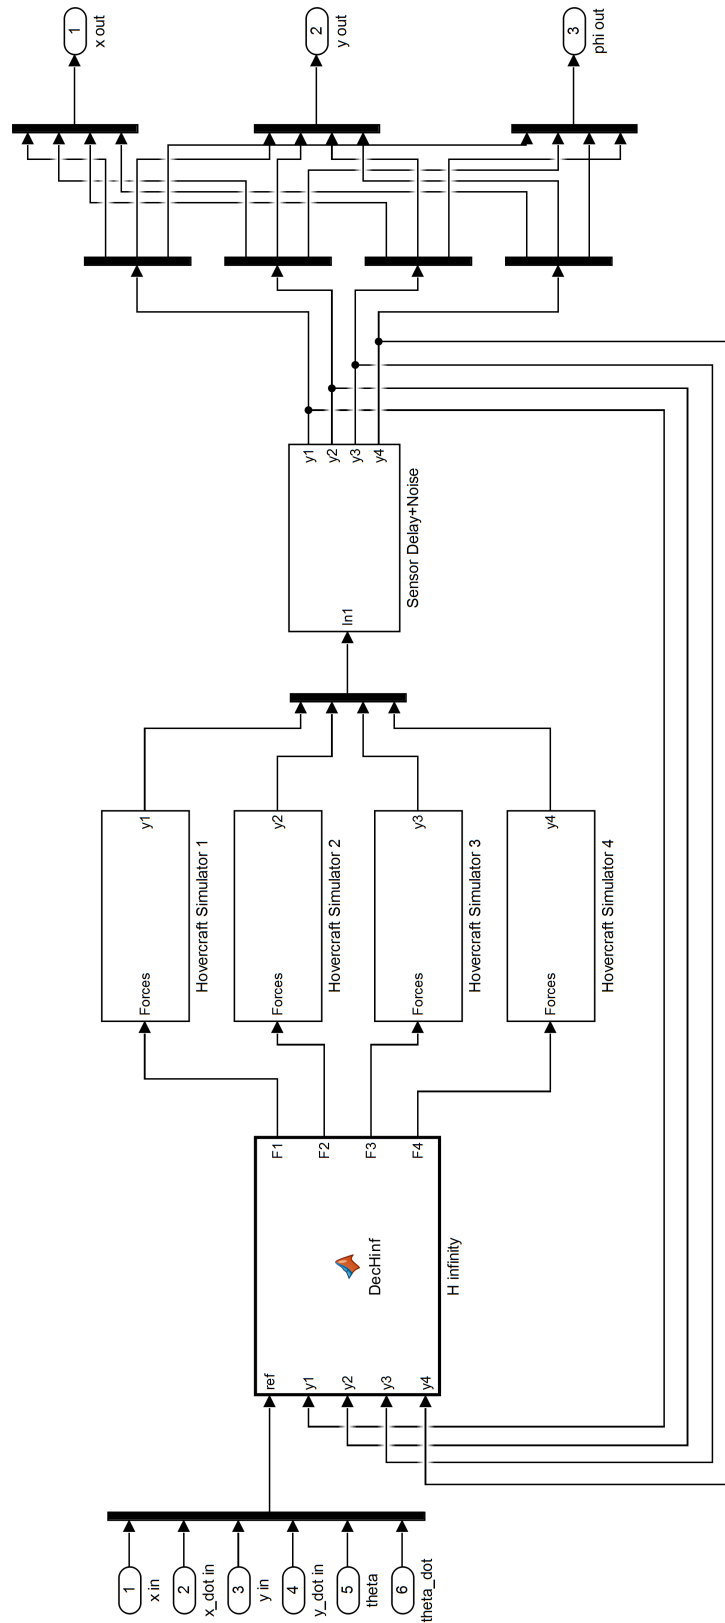 1
x in
2
x_dot in
3
y in
4
y_dot in
5
theta
6
theta_dot
ref
y1
y2
y3
y4
DecHinf
F1
F2
F3
F4
H infinity
Forces
y1
Hovercraft Simulator 1
Forces
y2
Hovercraft Simulator 2
Forces
y3
Hovercraft Simulator 3
Forces
y4
Hovercraft Simulator 4
In1
y1
y2
y3
y4
Sensor Delay+Noise
1
x out
2
y out
3
phi out